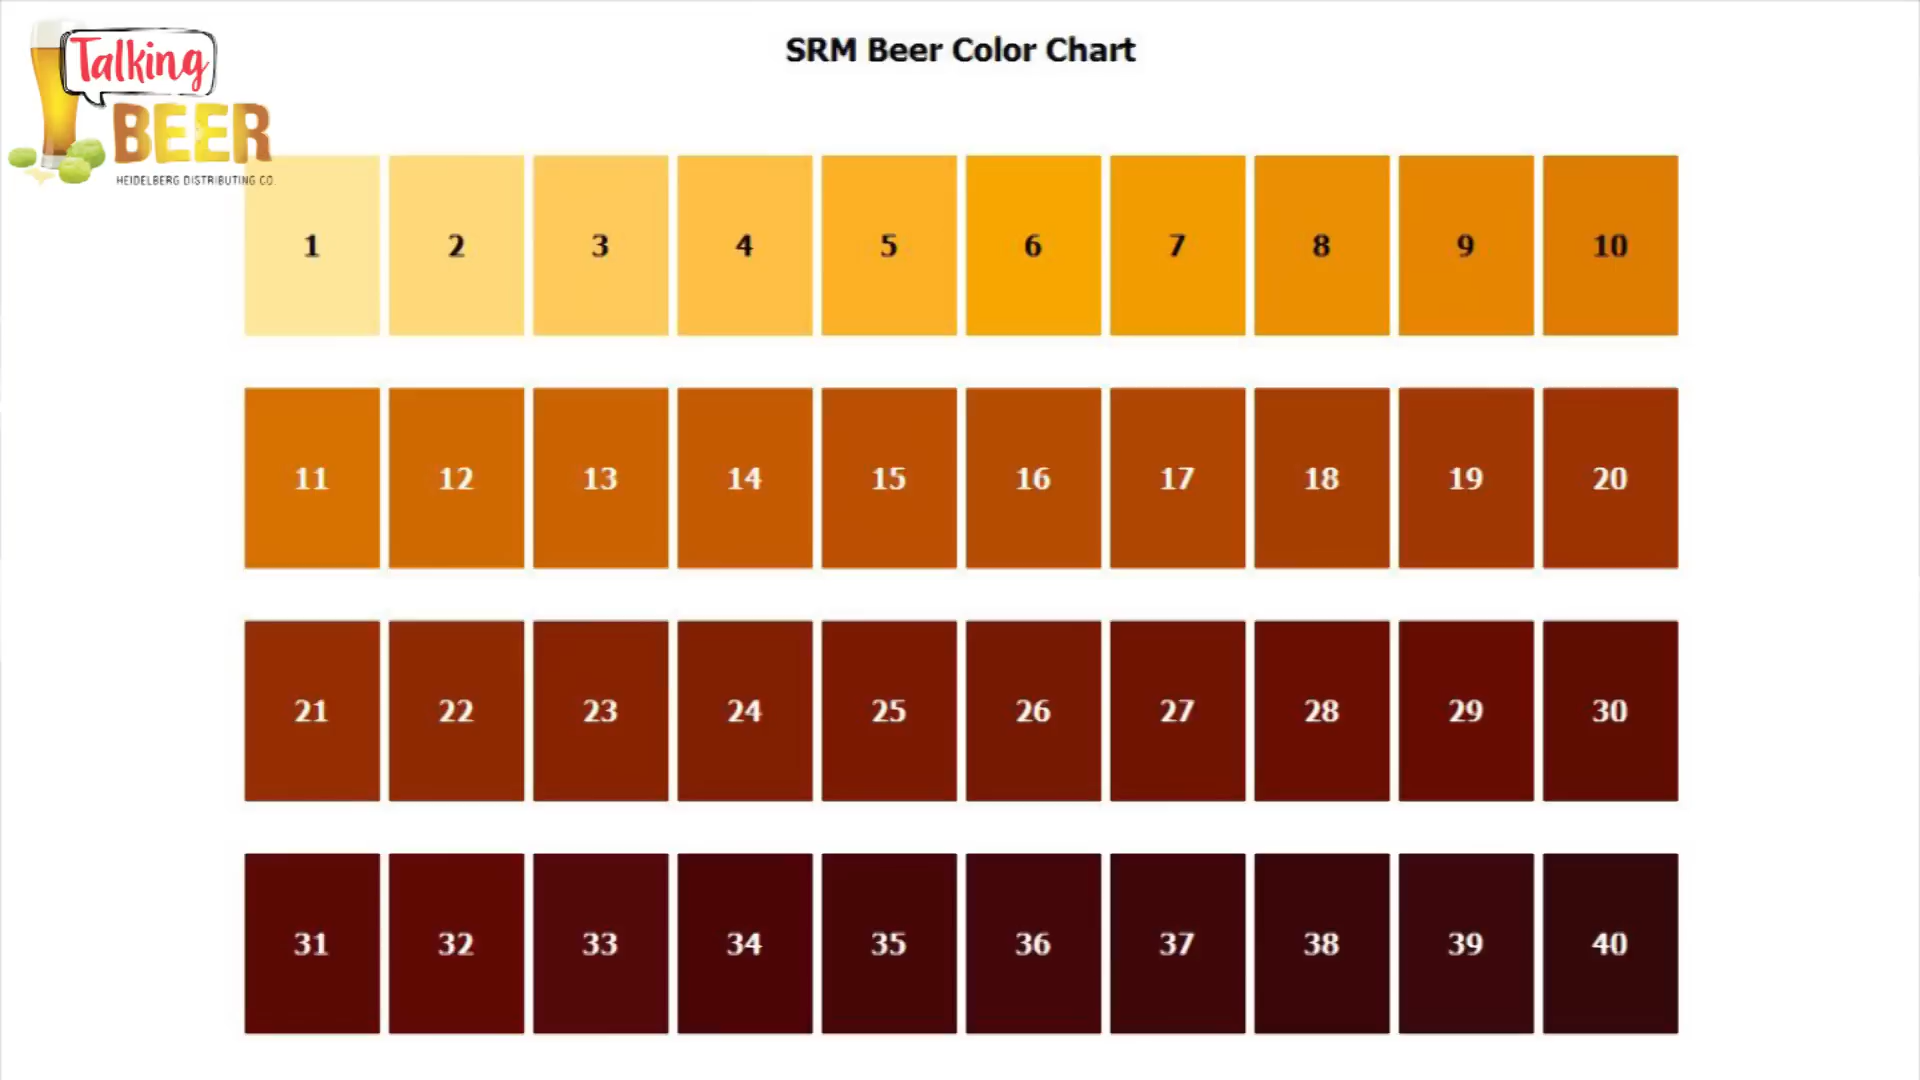 Talking
BEER
HEIDELBERG DISTRIBUTING CO.
SRM Beer Color Chart
1 2 3 4 5 6 7 8 9 10
11 12 13 14 15 16 17 18 19 20
21 22 23 24 25 26 27 28 29 30
31 32 33 34 35 36 37 38 39 40